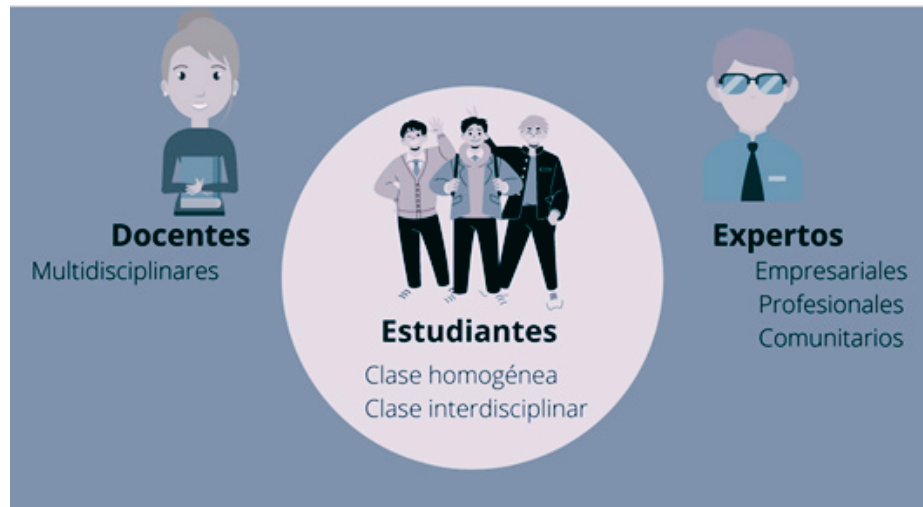 Docentes
Multidisciplinares
Estudiantes
Clase homogénea
Clase interdisciplinar
Expertos
Empresariales
Profesionales
Comunitarios